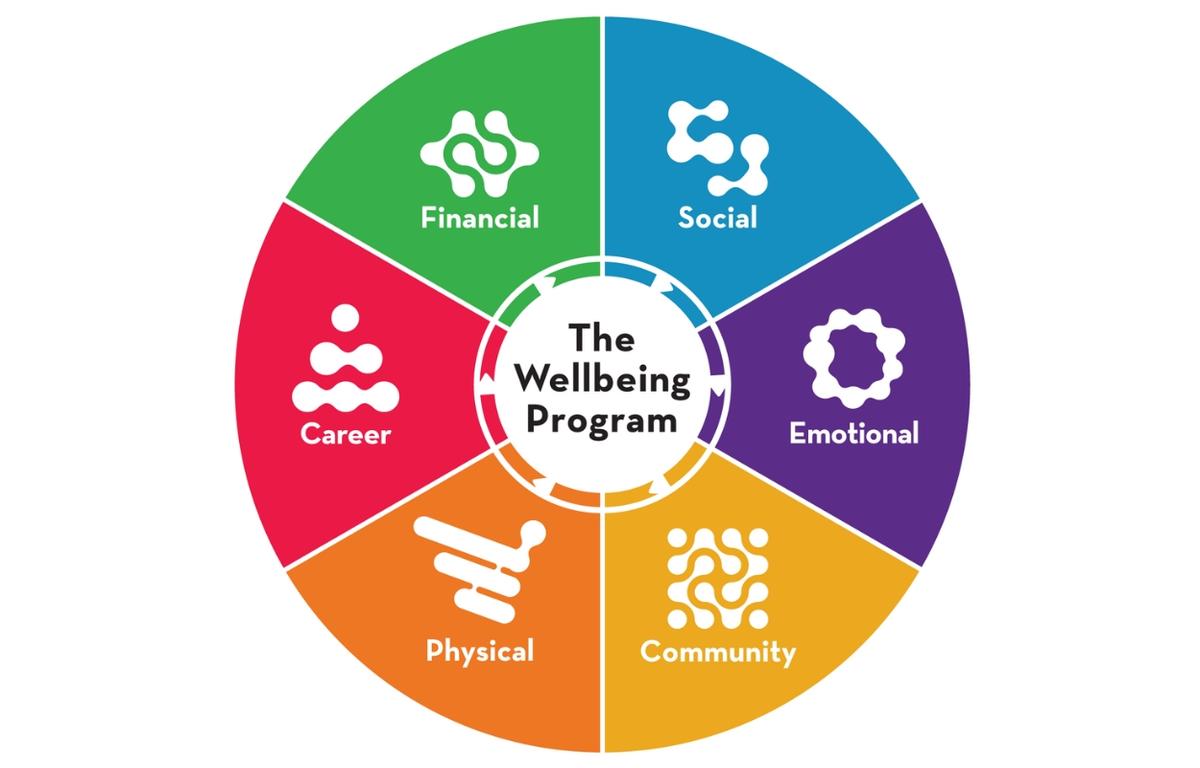 Financial
Social
Career
The
Wellbeing
Program
Emotional
Physical
Community